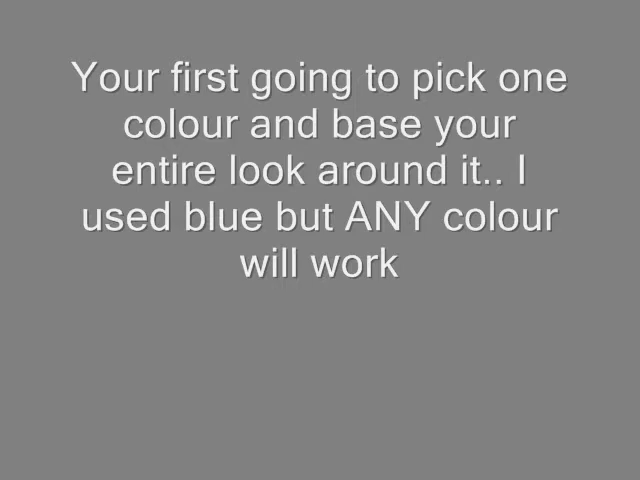 Your first going to pick one
colour and base your
entire look around it.. I
used blue but ANY colour
will work